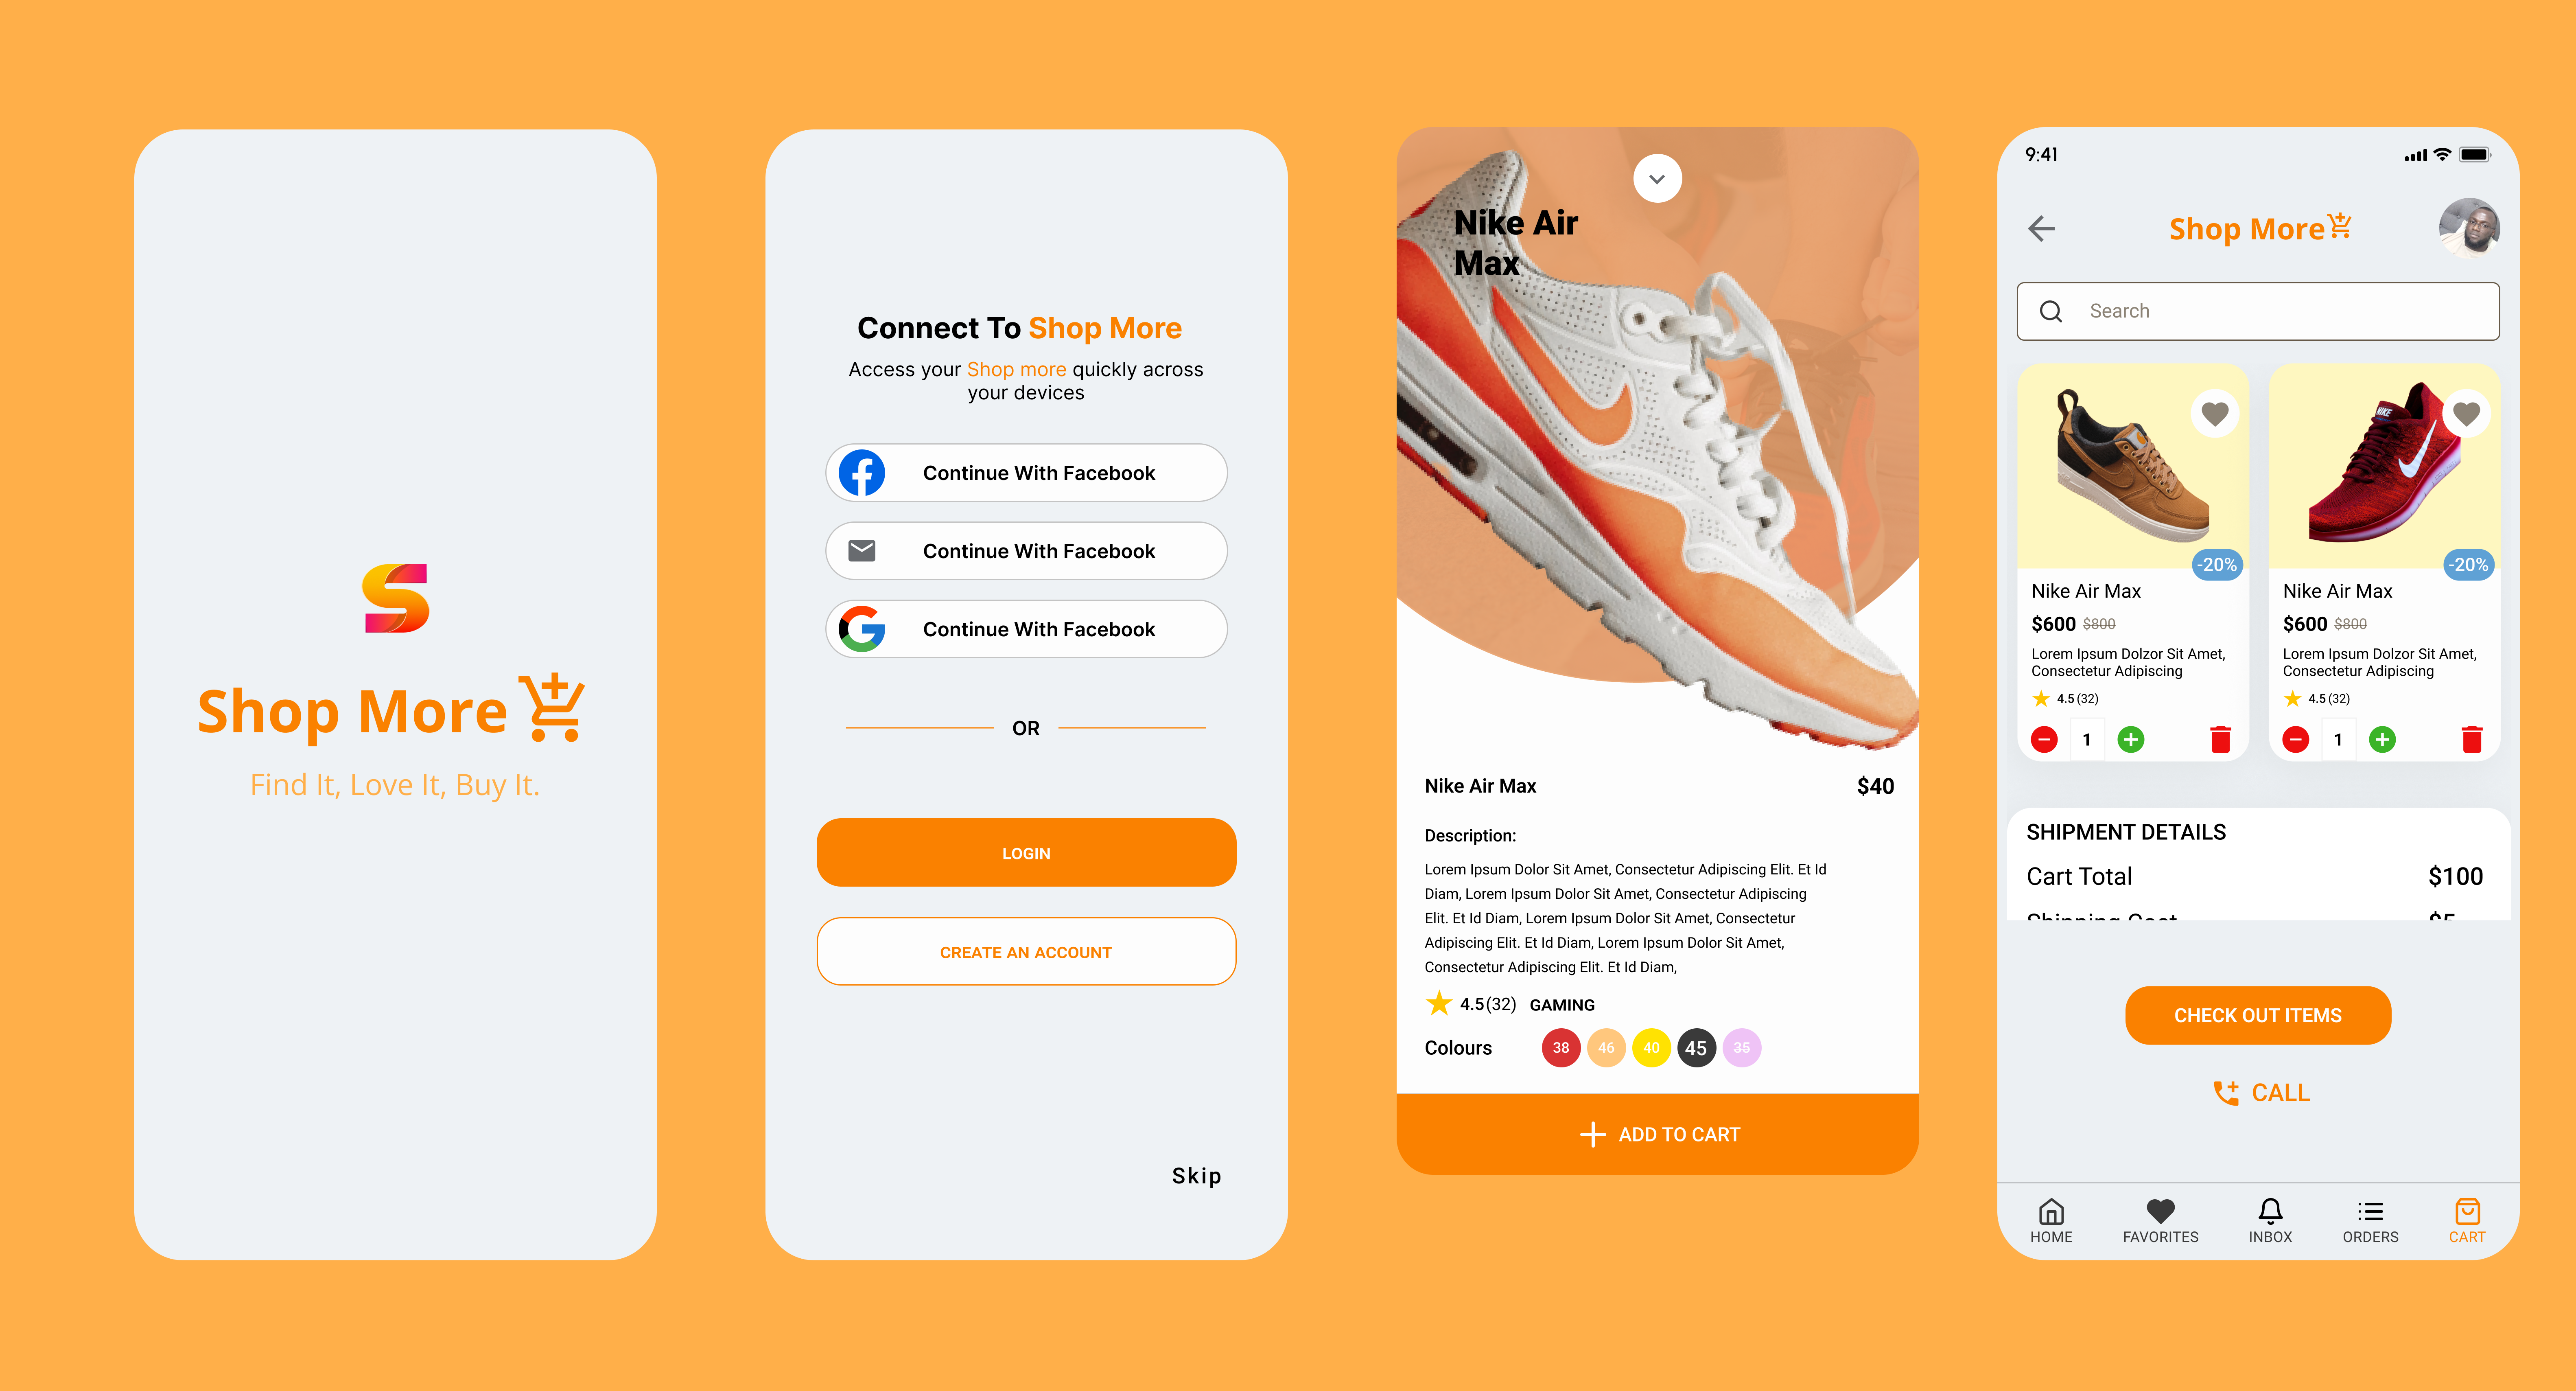 Shop More
Find It, Love It, Buy It.
Connect To Shop More
Access your Shop more quickly across
your devices
Continue With Facebook
Continue With Facebook
Continue With Facebook
OR
LOGIN
CREATE AN ACCOUNT
Skip
Nike Air
Max
Nike Air Max $40
Description:
Lorem Ipsum Dolor Sit Amet, Consectetur Adipiscing Elit. Et Id
Diam, Lorem Ipsum Dolor Sit Amet, Consectetur Adipiscing
Elit. Et Id Diam, Lorem Ipsum Dolor Sit Amet, Consectetur
Adipiscing Elit. Et Id Diam, Lorem Ipsum Dolor Sit Amet,
Consectetur Adipiscing Elit. Et Id Diam,
4.5(32) GAMING
Colours 38 46 40 45 35
ADD TO CART
9:41
Shop More
Search
NIKE
-20%
Nike Air Max
$600 $800
Lorem Ipsum Dolzor Sit Amet,
Consectetur Adipiscing
4.5(32)
1
-20%
Nike Air Max
$600 $800
Lorem Ipsum Dolzor Sit Amet,
Consectetur Adipiscing
4.5(32)
1
SHIPMENT DETAILS
Cart Total $100
Shipping Cost $5
CHECK OUT ITEMS
CALL
HOME FAVORITES INBOX ORDERS CART